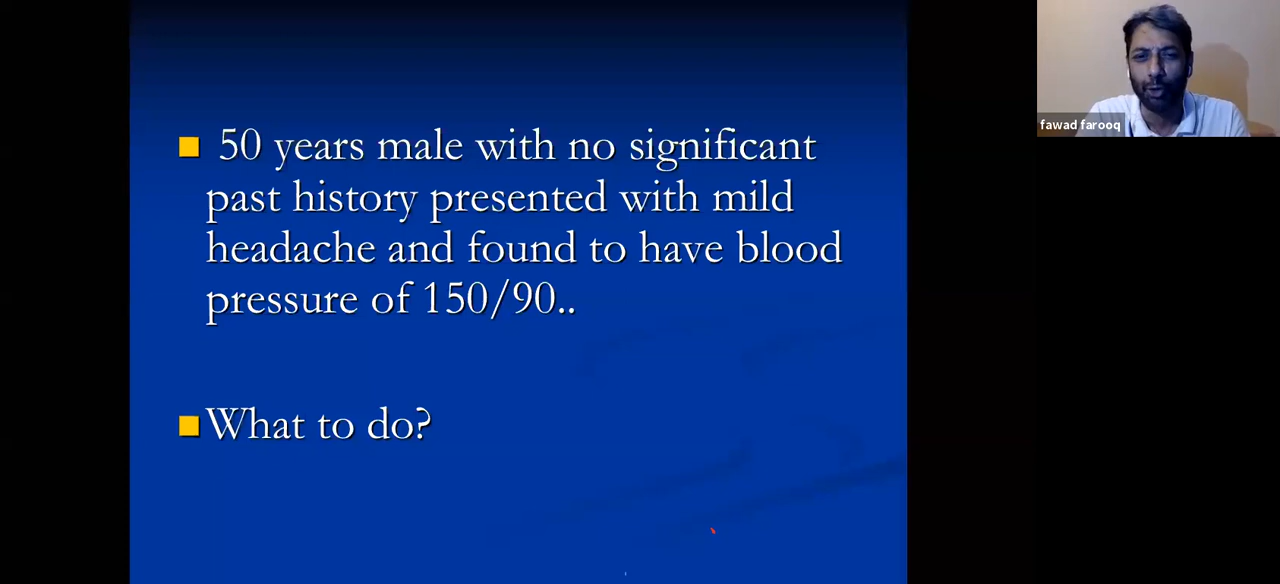 50 years male with no significant
past history presented with mild
headache and found to have blood
pressure of 150/90..
What to do?
fawad farooq